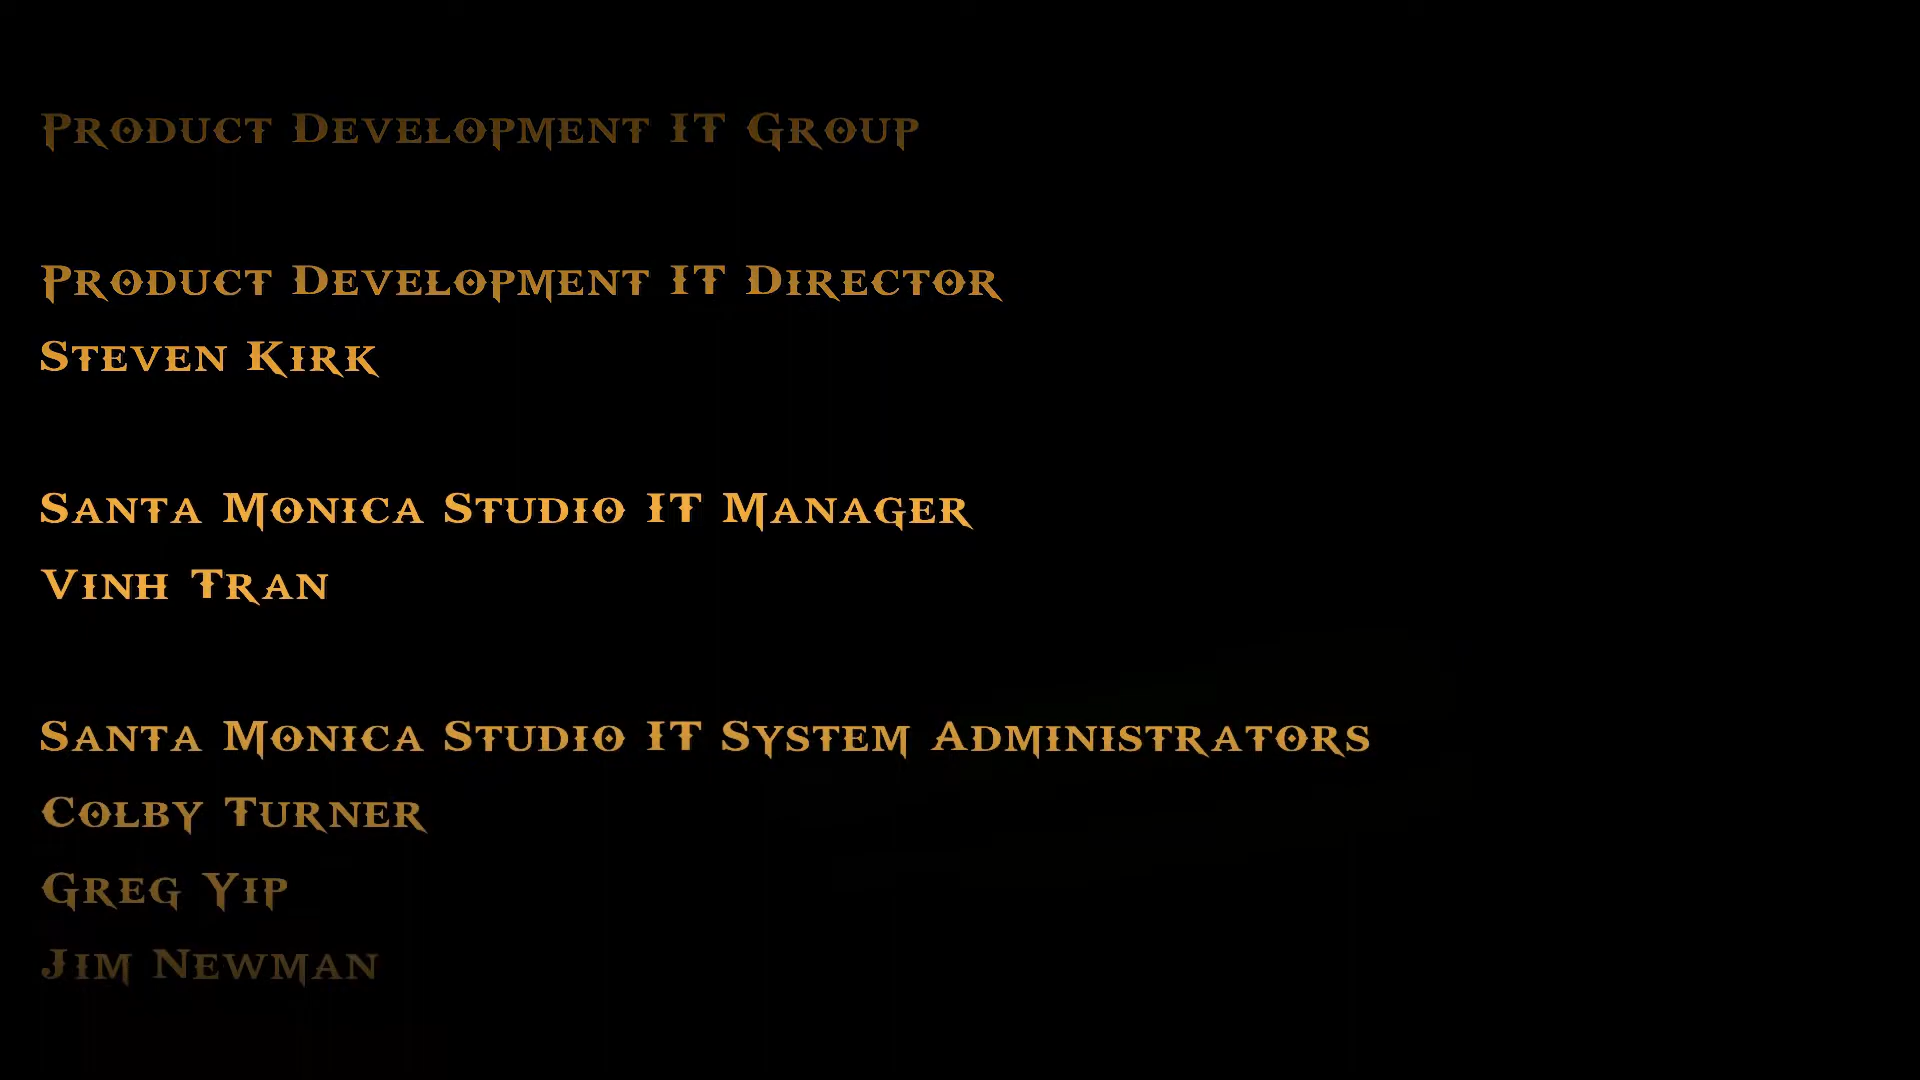 Product Development IT Group
Product Development IT Director
Steven Kirk
Santa Monica Studio IT Manager
Vinh Tran
Santa Monica Studio IT System Administrators
Colby Turner
Greg Yip
Jim Newman